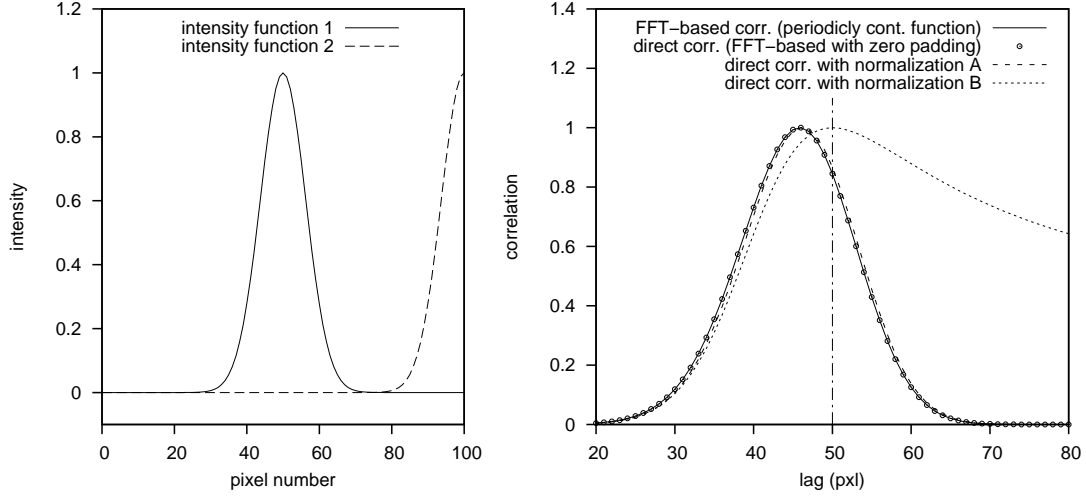 intensity function 1
intensity function 2
1.2
1
0.8
0.6
0.4
0.2
0
0 20 40 60 80 100
pixel number
intensity
FFT−based corr. (periodicly cont. function)
direct corr. (FFT−based with zero padding)
direct corr. with normalization A
direct corr. with normalization B
1.4
1.2
1
0.8
0.6
0.4
0.2
0
20 30 40 50 60 70 80
lag (pxl)
correlation